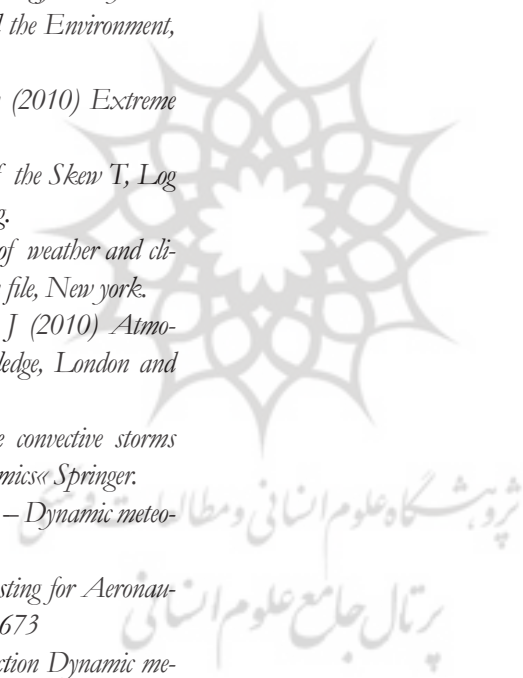 d the Environment,
(2010) Extreme
f the Skew T, Log
g.
of weather and cli-
file, New york.
J (2010) Atmo-
ledge, London and
e convective storms
mics« Springer.
– Dynamic meteo-
sting for Aeronau-
673
ction Dynamic me-
پژوهشگاه علوم انسانی و مطالعات فرهنگی
پرتال جامع علوم انسانی